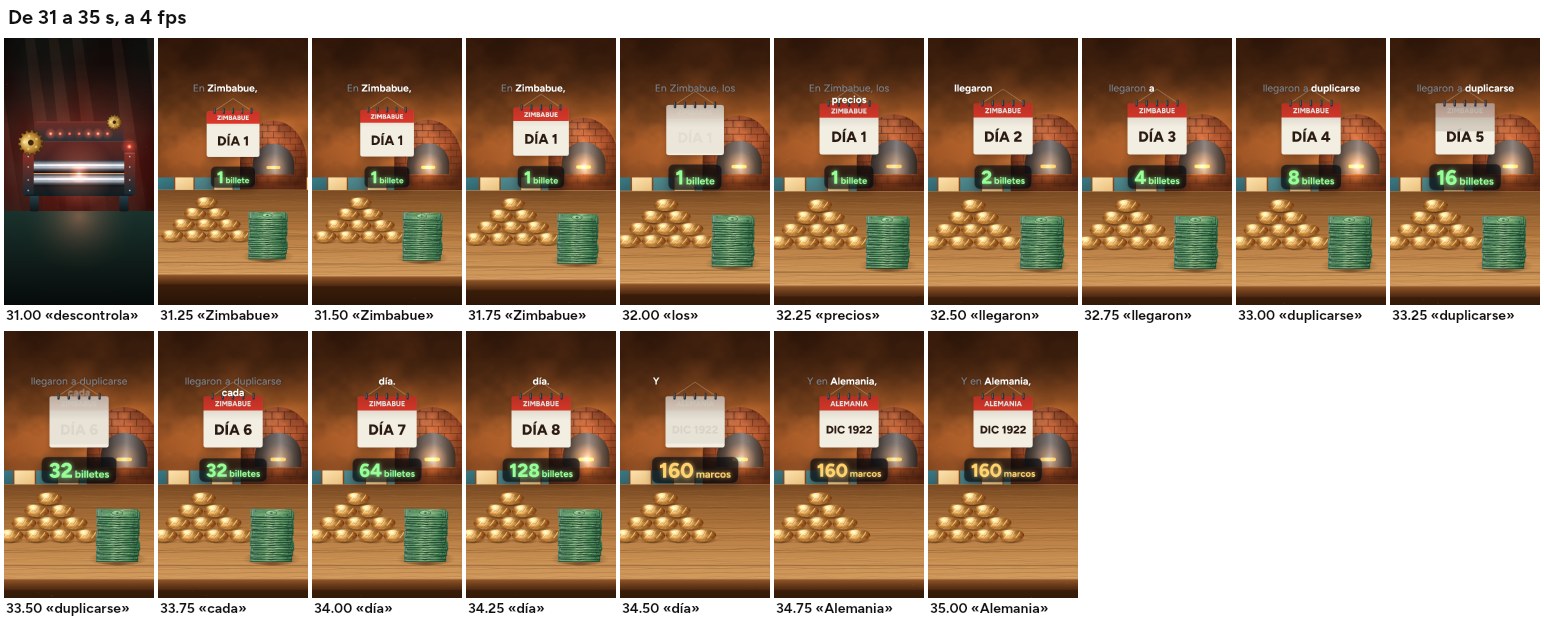 De 31 a 35 s, a 4 fps
31.00 «descontrola»
En Zimbabue,
ZIMBABUE
DÍA 1
1 billete
31.25 «Zimbabue»
En Zimbabue,
ZIMBABUE
DÍA 1
1 billete
31.50 «Zimbabue»
En Zimbabue,
ZIMBABUE
DÍA 1
1 billete
31.75 «Zimbabue»
En Zimbabue, los
DÍA 1
1 billete
32.00 «los»
En Zimbabue, los
precios
ZIMBABUE
DÍA 1
1 billete
32.25 «precios»
llegaron
ZIMBABUE
DÍA 2
2 billetes
32.50 «llegaron»
llegaron a
ZIMBABUE
DÍA 3
4 billetes
32.75 «llegaron»
llegaron a duplicarse
ZIMBABUE
DÍA 4
8 billetes
33.00 «duplicarse»
llegaron a duplicarse
DÍA 5
16 billetes
33.25 «duplicarse»
llegaron a duplicarse
cada
DÍA 6
32 billetes
33.50 «duplicarse»
llegaron a duplicarse
cada
ZIMBABUE
DÍA 6
32 billetes
33.75 «cada»
día.
ZIMBABUE
DÍA 7
64 billetes
34.00 «día»
día.
ZIMBABUE
DÍA 8
128 billetes
34.25 «día»
Y
DIC 1922
160 marcos
34.50 «día»
Y en Alemania,
ALEMANIA
DIC 1922
160 marcos
34.75 «Alemania»
Y en Alemania,
ALEMANIA
DIC 1922
160 marcos
35.00 «Alemania»